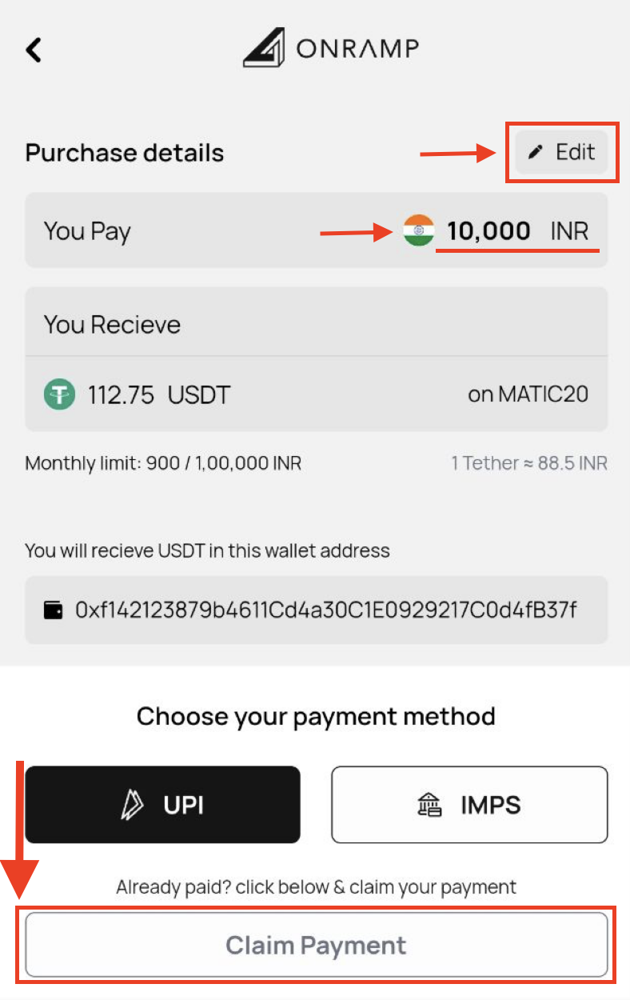 ONRAMP
Purchase details Edit
You Pay 10,000 INR
You Recieve
112.75 USDT on MATIC20
Monthly limit: 900 / 1,00,000 INR 1 Tether ≈ 88.5 INR
You will recieve USDT in this wallet address
0xf142123879b4611Cd4a30C1E0929217C0d4fB37f
Choose your payment method
UPI IMPS
Already paid? click below & claim your payment
Claim Payment